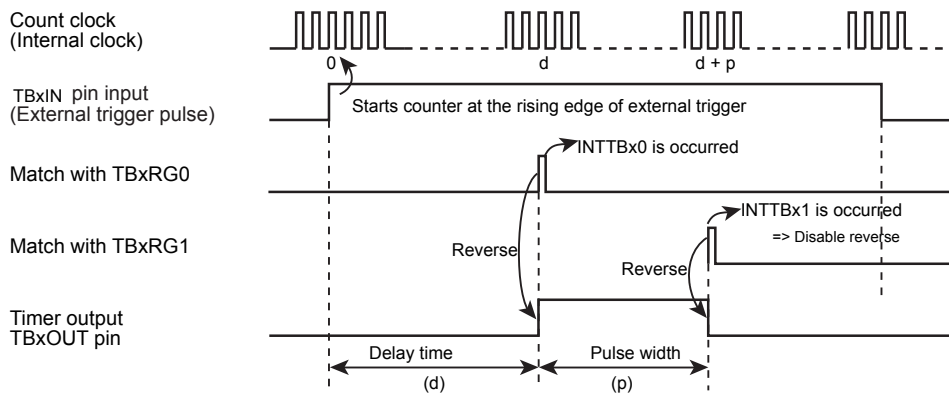 Count clock
(Internal clock)
0
d
d + p
TBxIN pin input
(External trigger pulse)
Starts counter at the rising edge of external trigger
INTTBx0 is occurred
Match with TBxRG0
INTTBx1 is occurred
=> Disable reverse
Match with TBxRG1
Reverse
Reverse
Timer output
TBxOUT pin
Delay time
(d)
Pulse width
(p)